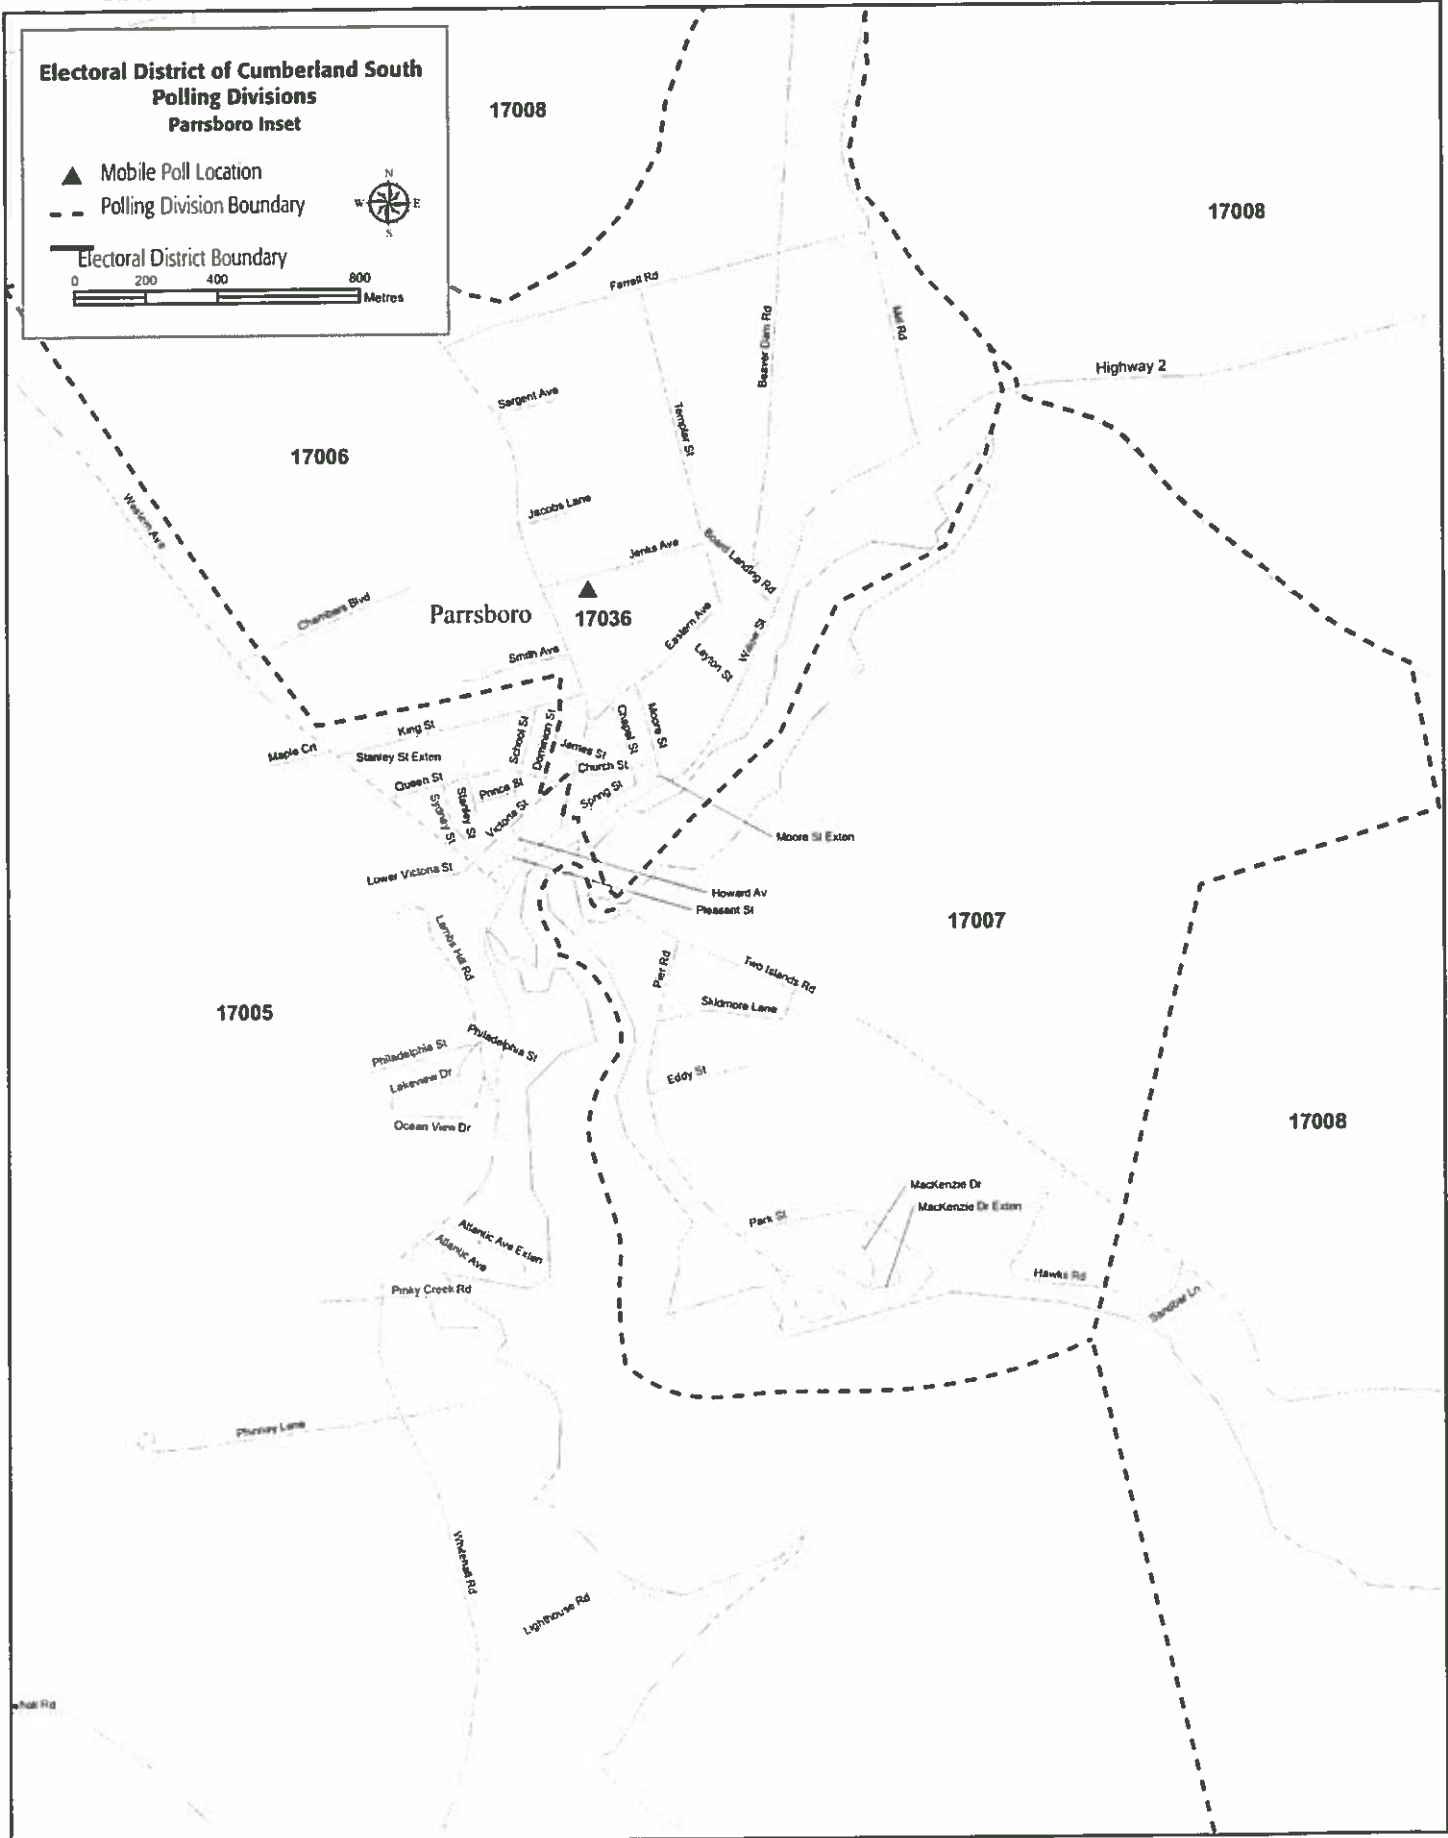 Electoral District of Cumberland South
Polling Divisions
Parrsboro Inset
Mobile Poll Location
Polling Division Boundary
Electoral District Boundary
0 200 400 800
Metres
N
W E
S
17008
17008
Farrell Rd
Beaver Dam Rd
Mill Rd
Highway 2
Sargent Ave
Templar St
17006
Western Ave
Jacobs Lane
Jenks Ave
Board Landing Rd
Chambers Blvd
Parrsboro
17036
Eastern Ave
Layton St
Willow St
Smith Ave
King St
School St
Dominion St
James St
Chapel St
Moore St
Maple Crt
Stanley St Exten
Church St
Queen St
Prince St
Spring St
Sydney St
Stanley St
Victoria St
Moore St Exten
Lower Victoria St
Howard Av
Pleasant St
17007
Lambs Hill Rd
Pier Rd
Two Islands Rd
Skidmore Lane
17005
Philadelphia St
Philadelphia St
Lakeview Dr
Eddy St
Ocean View Dr
17008
MacKenzie Dr
MacKenzie Dr Exten
Park St
Atlantic Ave Exten
Atlantic Ave
Pinky Creek Rd
Hawks Rd
Sandbar Ln
Phinney Lane
Whitehall Rd
Lighthouse Rd